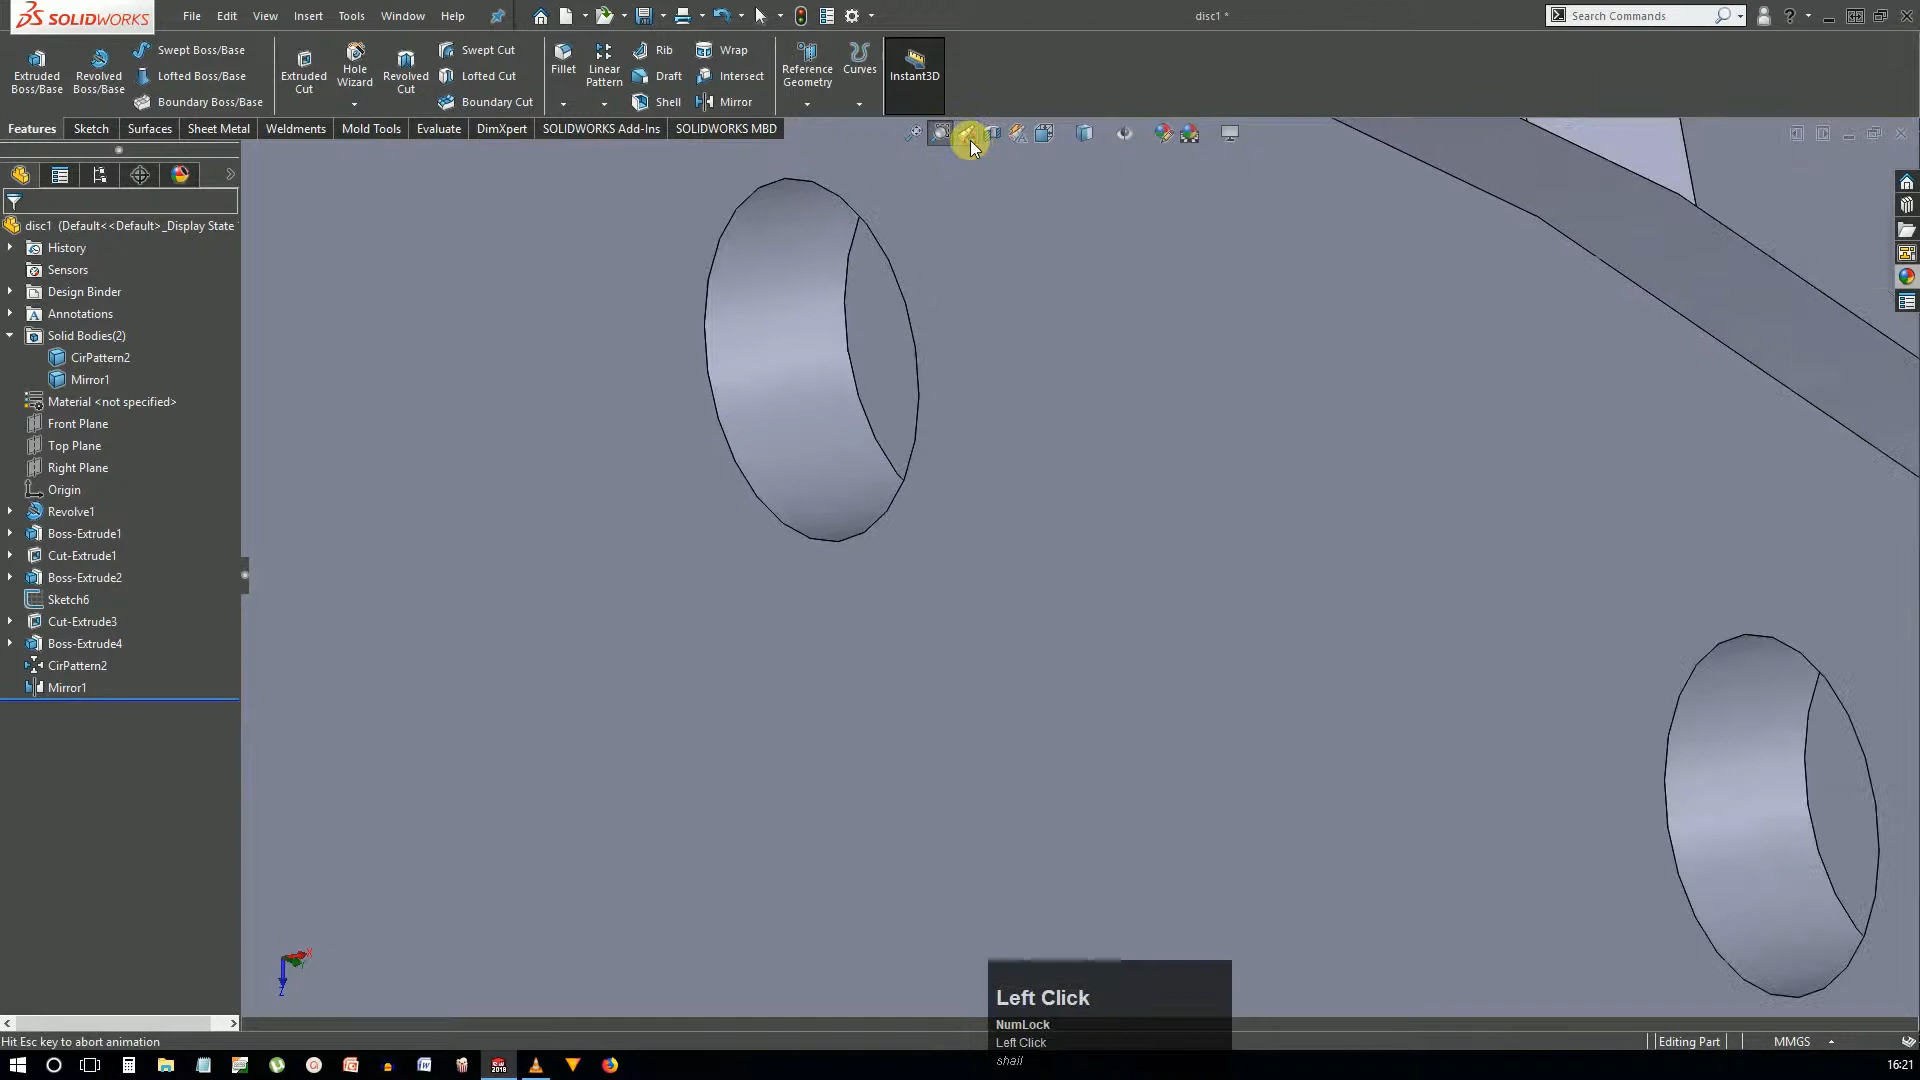 SOLIDWORKS
File Edit View Insert Tools Window Help
disc1 *
Search Commands
Extruded Boss/Base
Revolved Boss/Base
Swept Boss/Base
Lofted Boss/Base
Boundary Boss/Base
Extruded Cut
Hole Wizard
Revolved Cut
Swept Cut
Lofted Cut
Boundary Cut
Fillet
Linear Pattern
Rib
Draft
Shell
Wrap
Intersect
Mirror
Reference Geometry
Curves
Instant3D
Features Sketch Surfaces Sheet Metal Weldments Mold Tools Evaluate DimXpert SOLIDWORKS Add-Ins SOLIDWORKS MBD
disc1 (Default<<Default>_Display State
History
Sensors
Design Binder
Annotations
Solid Bodies(2)
CirPattern2
Mirror1
Material <not specified>
Front Plane
Top Plane
Right Plane
Origin
Revolve1
Boss-Extrude1
Cut-Extrude1
Boss-Extrude2
Sketch6
Cut-Extrude3
Boss-Extrude4
CirPattern2
Mirror1
X
Z
Left Click
NumLock
Left Click
shail
Hit Esc key to abort animation
Editing Part
MMGS
2018
16:21